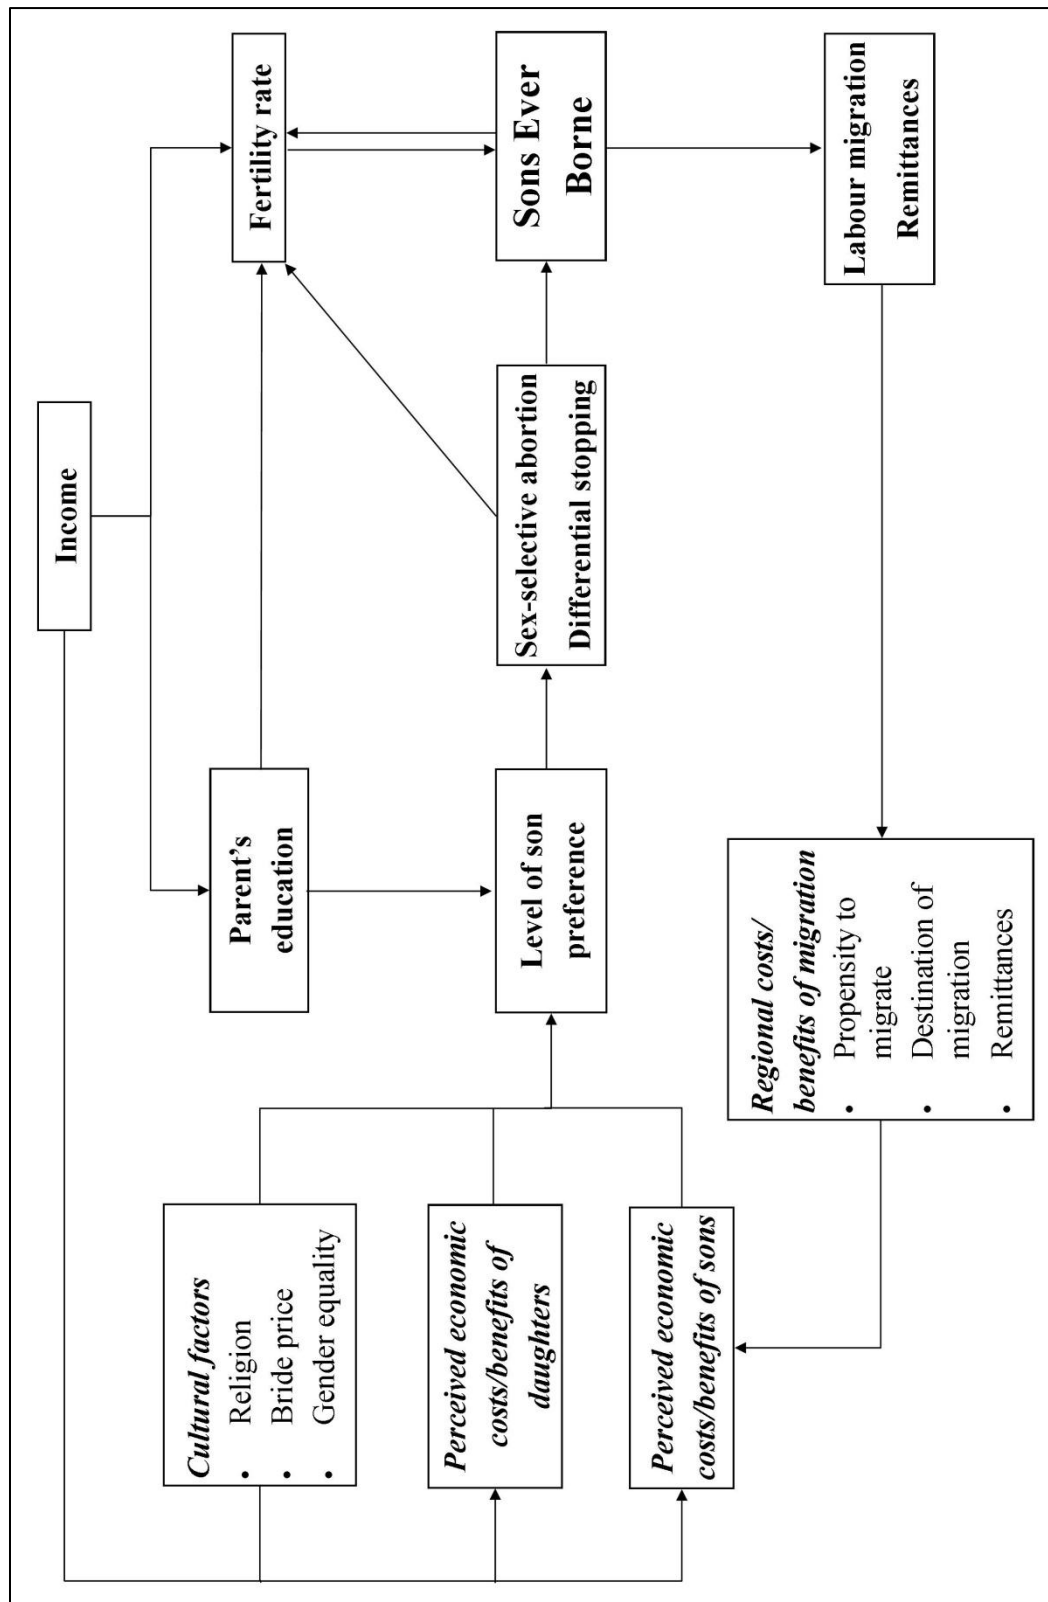 Income
Parent's
education
Fertility rate
Cultural factors
• Religion
• Bride price
• Gender equality
Perceived economic
costs/benefits of
daughters
Perceived economic
costs/benefits of sons
Level of son
preference
Sex-selective abortion
Differential stopping
Sons Ever
Borne
Regional costs/
benefits of migration
• Propensity to
migrate
• Destination of
migration
• Remittances
Labour migration
Remittances